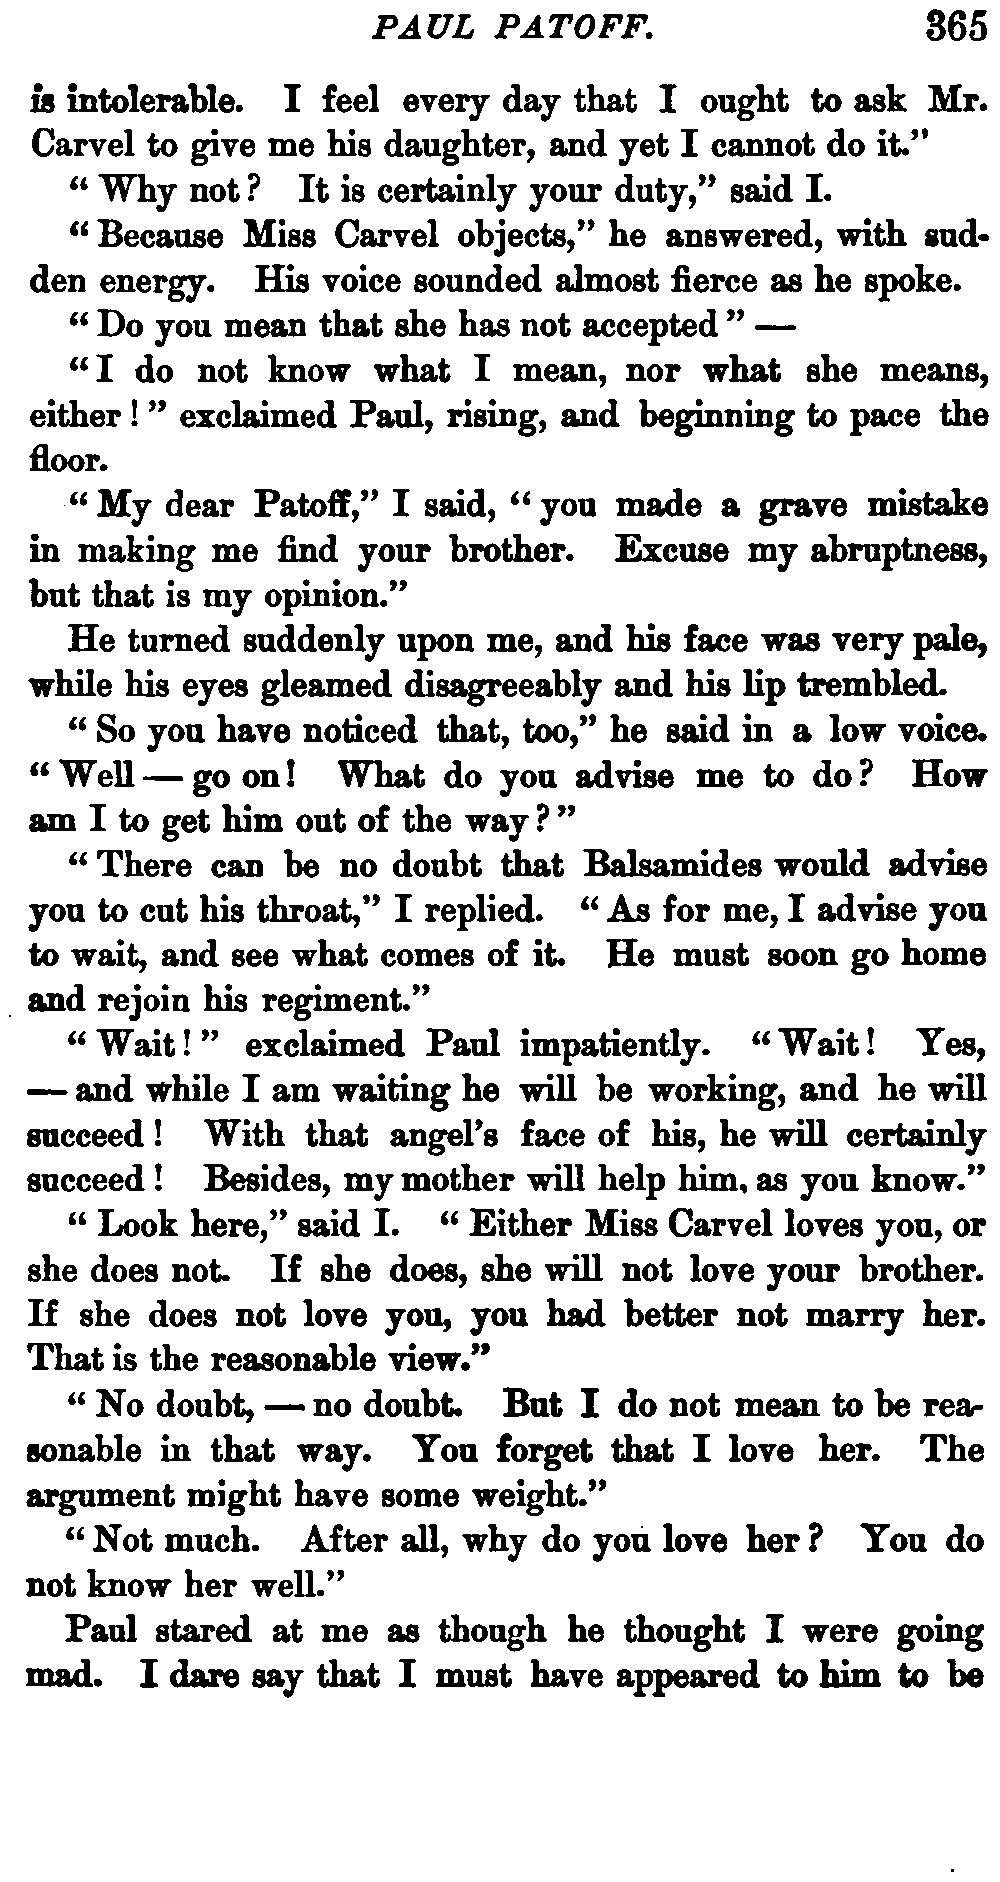 PAUL PATOFF. 365
is intolerable. I feel every day that I ought to ask Mr.
Carvel to give me his daughter, and yet I cannot do it."
"Why not? It is certainly your duty," said I.
"Because Miss Carvel objects," he answered, with sud-
den energy. His voice sounded almost fierce as he spoke.
"Do you mean that she has not accepted" —
"I do not know what I mean, nor what she means,
either!" exclaimed Paul, rising, and beginning to pace the
floor.
"My dear Patoff," I said, "you made a grave mistake
in making me find your brother. Excuse my abruptness,
but that is my opinion."
He turned suddenly upon me, and his face was very pale,
while his eyes gleamed disagreeably and his lip trembled.
"So you have noticed that, too," he said in a low voice.
"Well — go on! What do you advise me to do? How
am I to get him out of the way?"
"There can be no doubt that Balsamides would advise
you to cut his throat," I replied. "As for me, I advise you
to wait, and see what comes of it. He must soon go home
and rejoin his regiment."
"Wait!" exclaimed Paul impatiently. "Wait! Yes,
— and while I am waiting he will be working, and he will
succeed! With that angel's face of his, he will certainly
succeed! Besides, my mother will help him, as you know."
"Look here," said I. "Either Miss Carvel loves you, or
she does not. If she does, she will not love your brother.
If she does not love you, you had better not marry her.
That is the reasonable view."
"No doubt, — no doubt. But I do not mean to be rea-
sonable in that way. You forget that I love her. The
argument might have some weight."
"Not much. After all, why do you love her? You do
not know her well."
Paul stared at me as though he thought I were going
mad. I dare say that I must have appeared to him to be